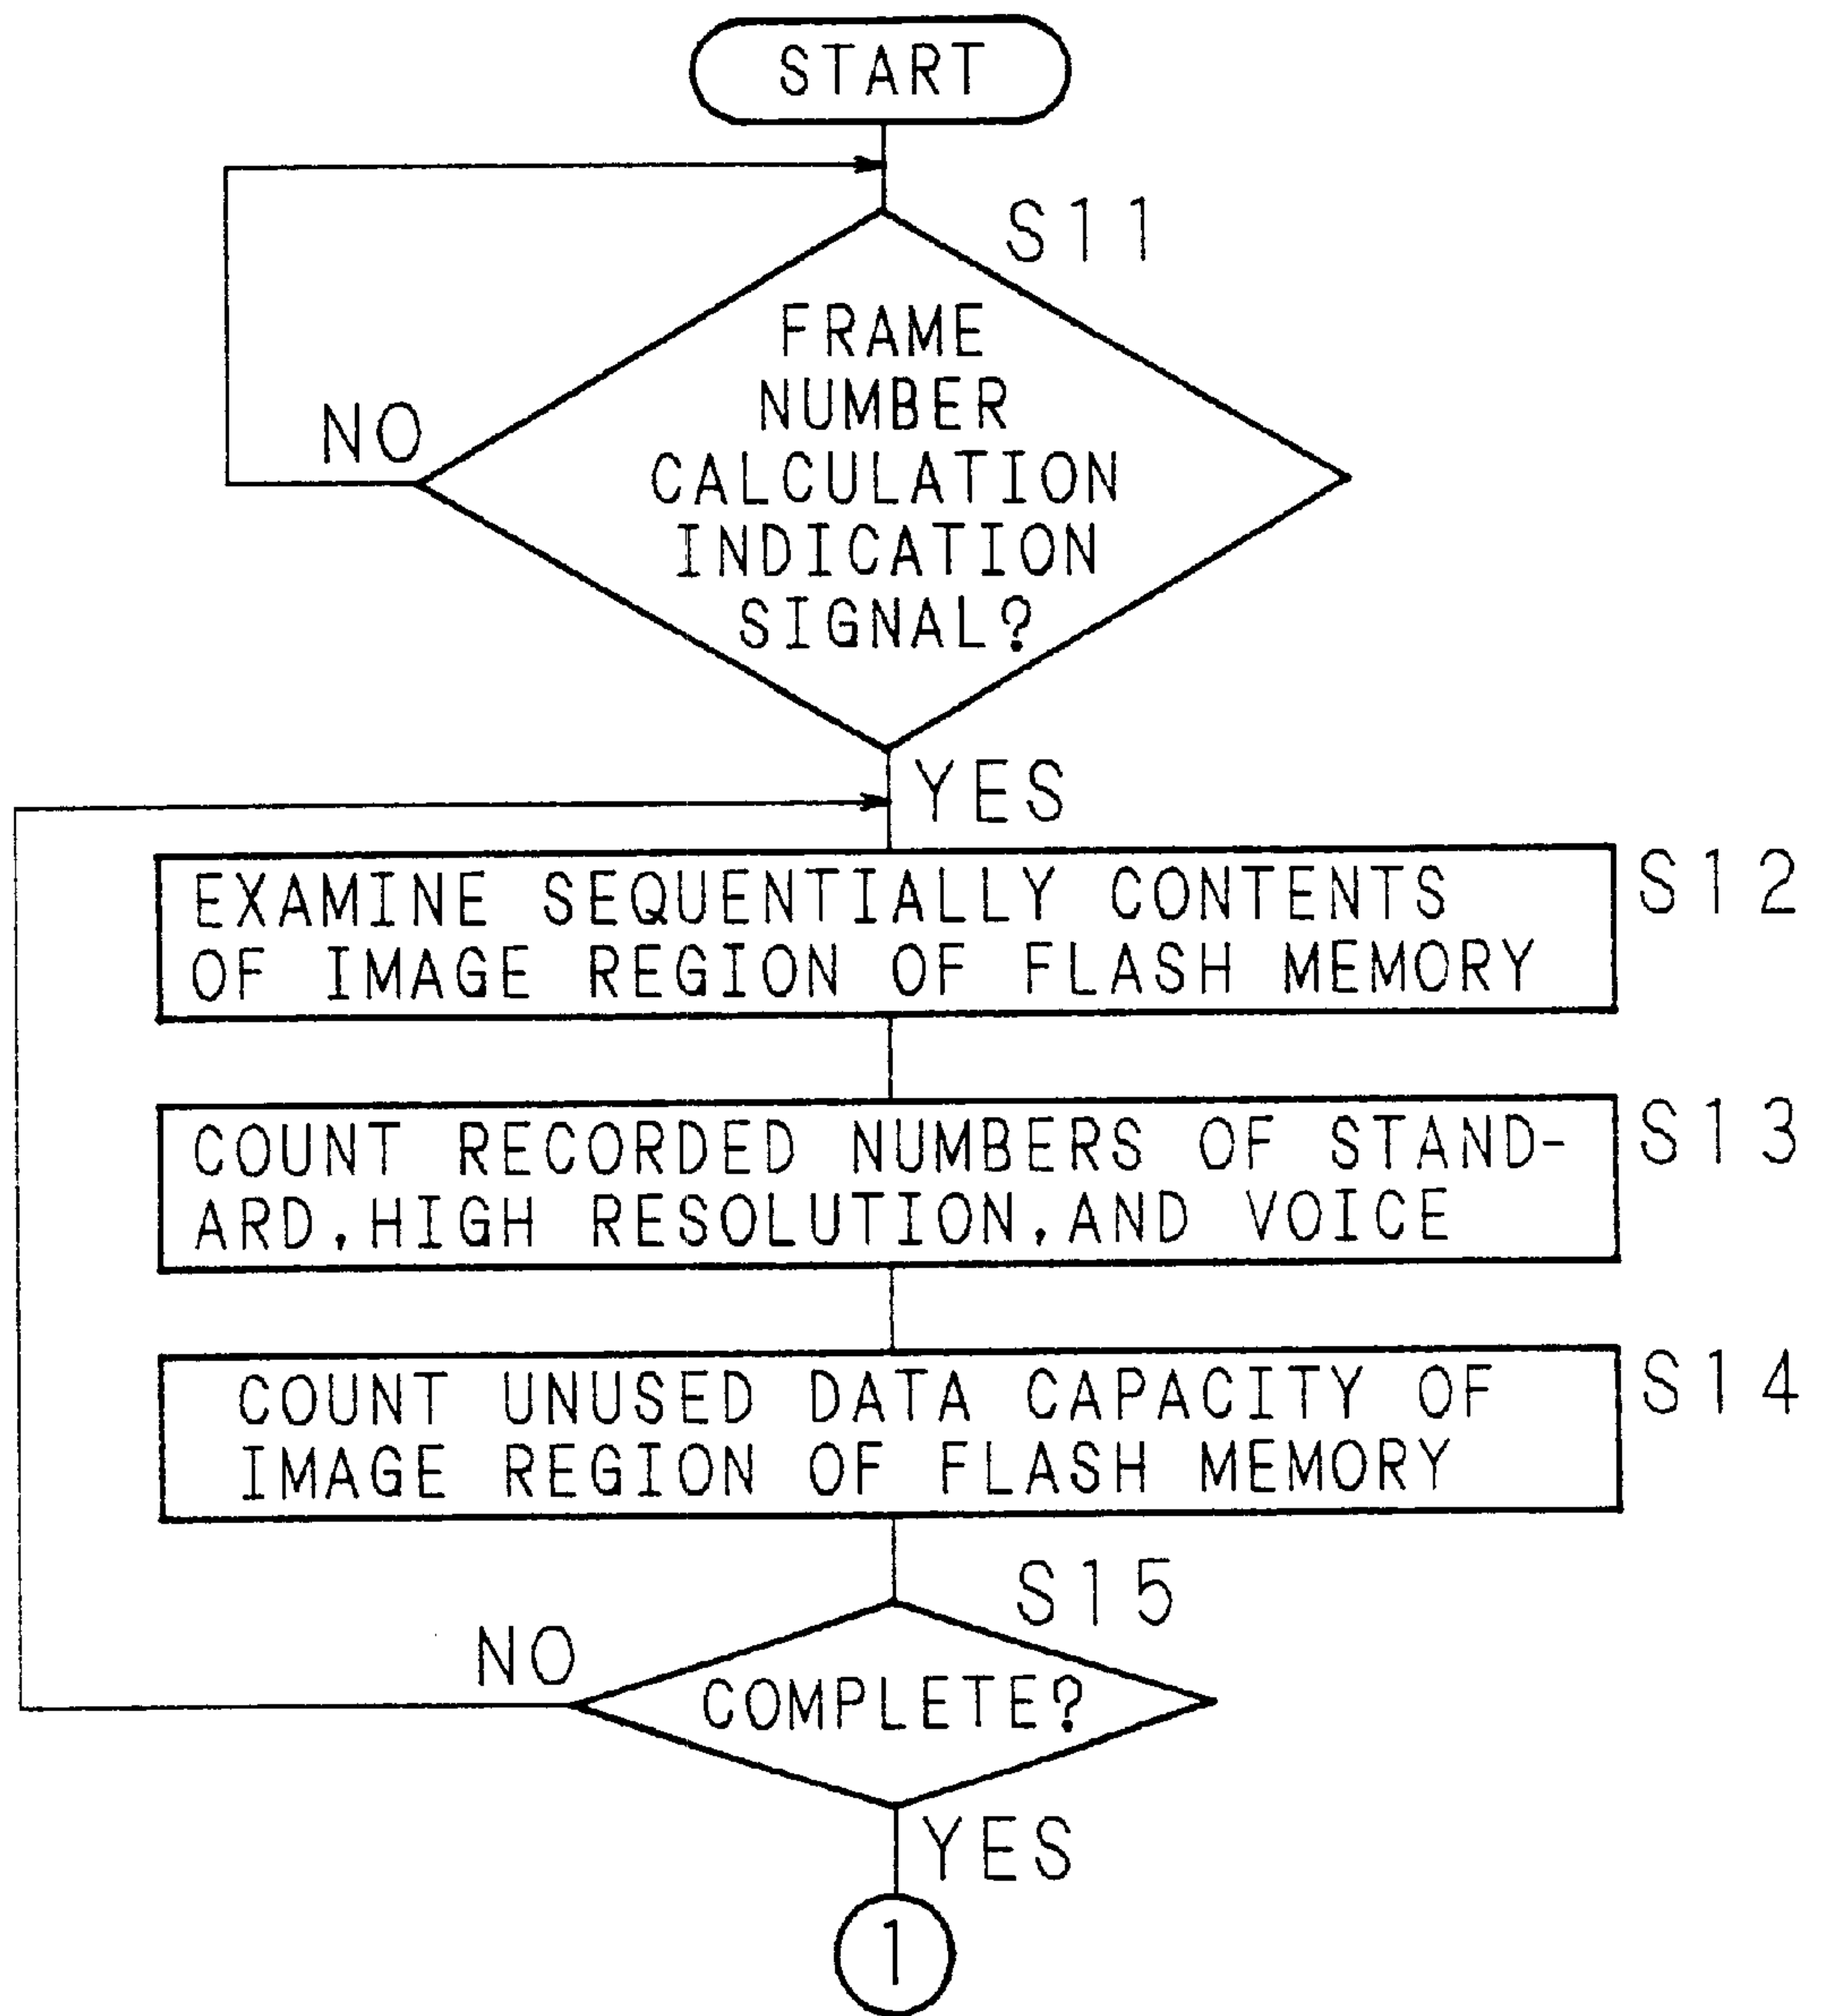 START
S11
FRAME
NUMBER
CALCULATION
INDICATION
SIGNAL?
NO
YES
EXAMINE SEQUENTIALLY CONTENTS
OF IMAGE REGION OF FLASH MEMORY
S12
COUNT RECORDED NUMBERS OF STAND-
ARD,HIGH RESOLUTION,AND VOICE
S13
COUNT UNUSED DATA CAPACITY OF
IMAGE REGION OF FLASH MEMORY
S14
S15
NO
COMPLETE?
YES
1